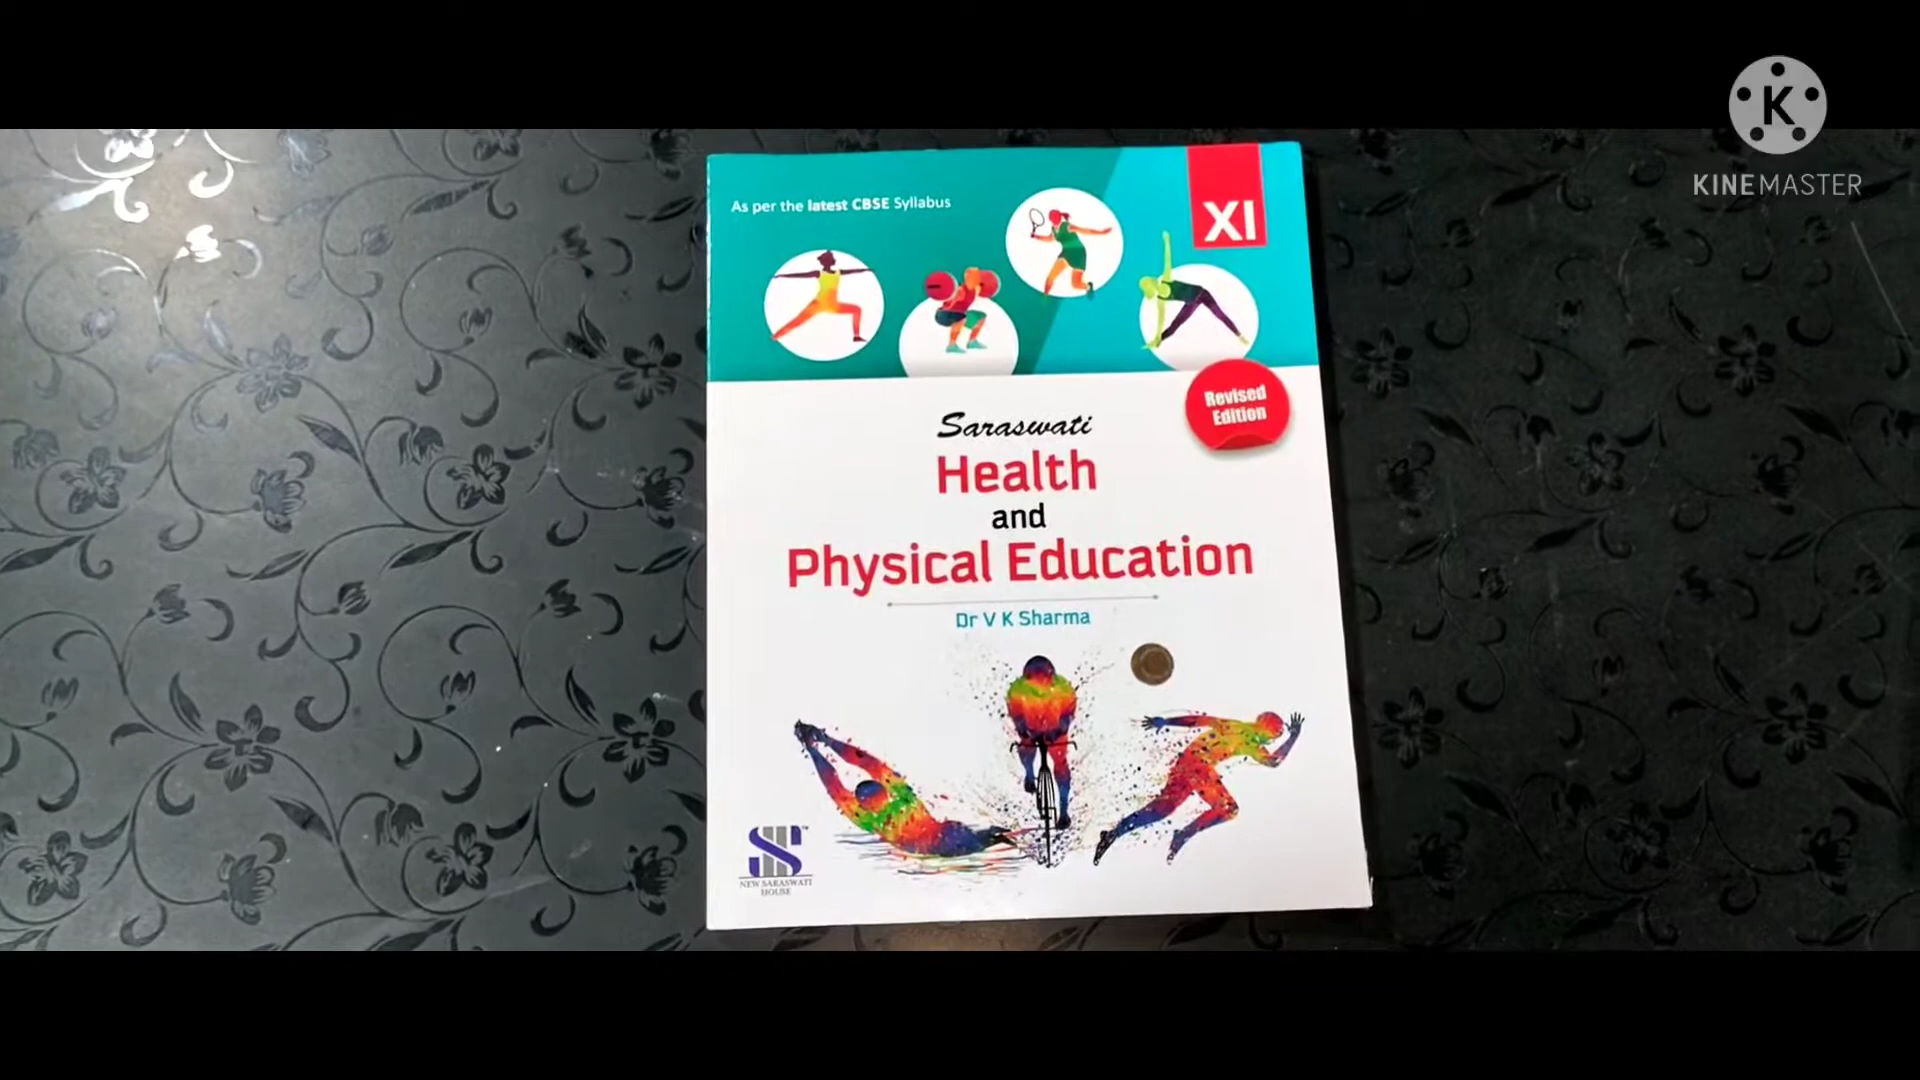 K
KINEMASTER
As per the latest CBSE Syllabus
XI
Revised
Edition
Saraswati
Health
and
Physical Education
Dr V K Sharma
NEW SARASWATI
HOUSE